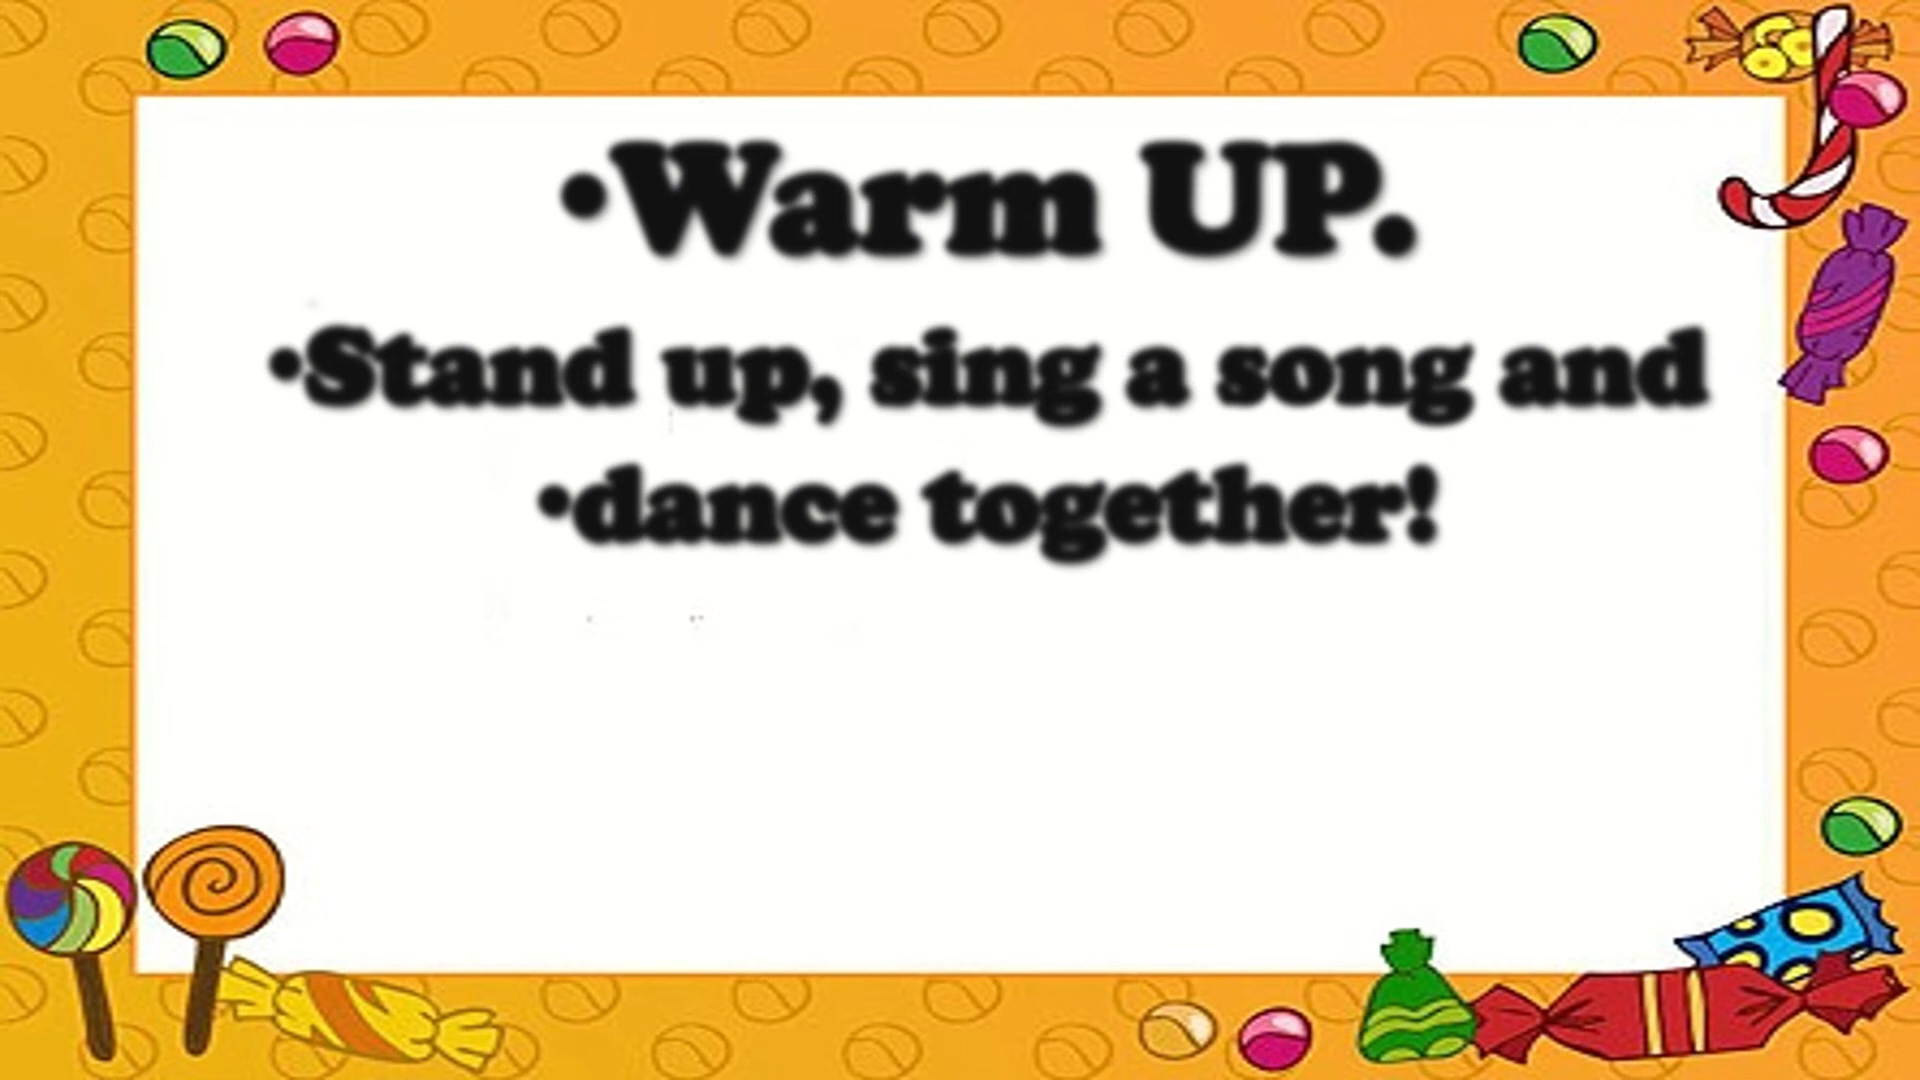 •Warm UP.
•Stand up, sing a song and
•dance together!